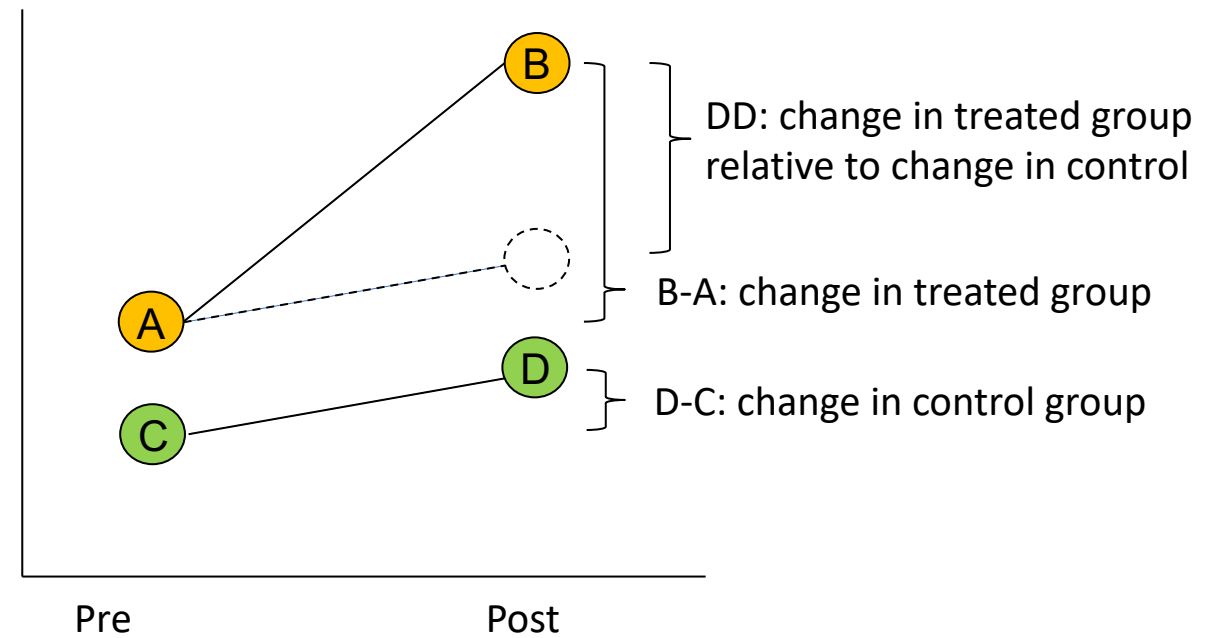 B
DD: change in treated group
relative to change in control
A
B-A: change in treated group
D
D-C: change in control group
C
Pre
Post